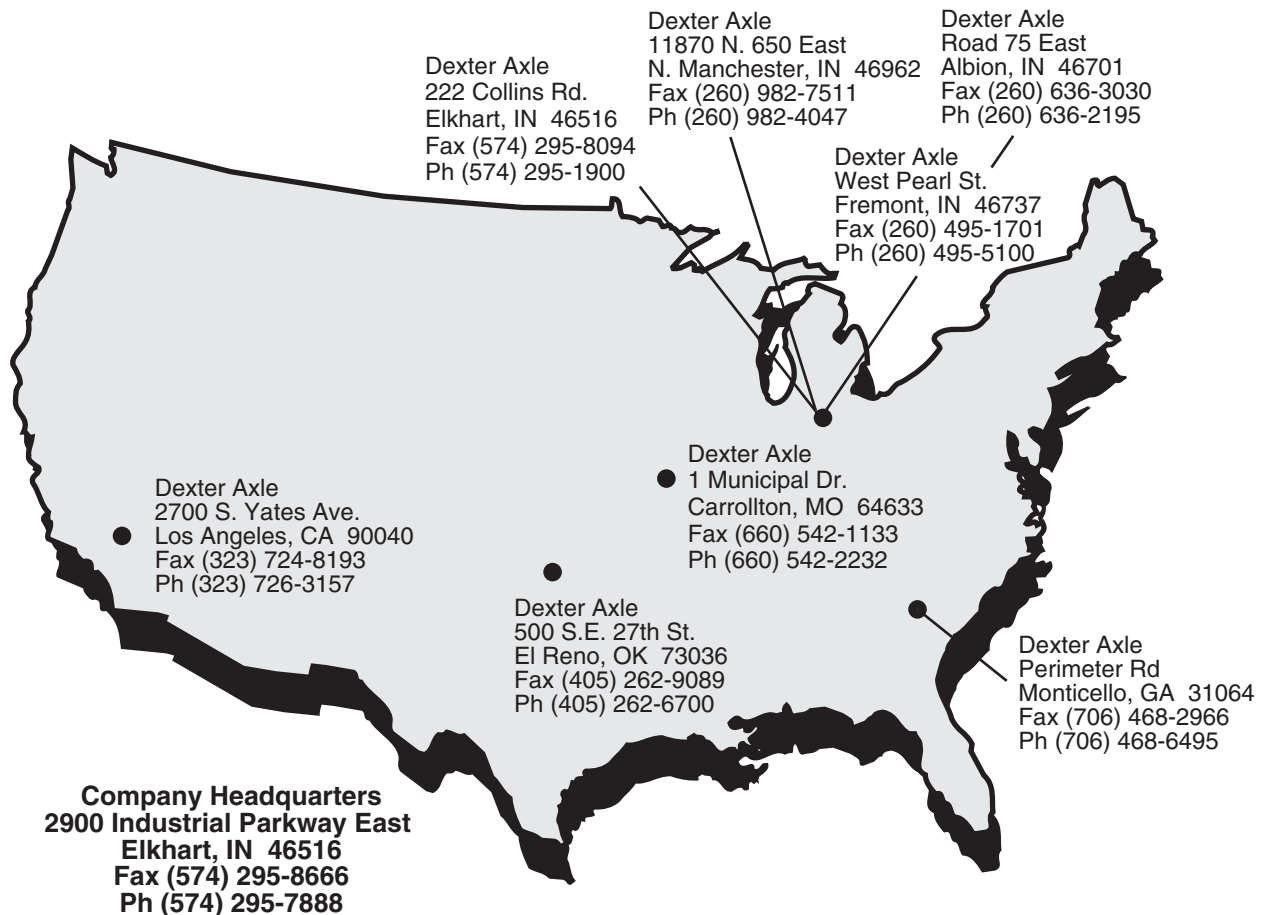 Dexter Axle
11870 N. 650 East
N. Manchester, IN 46962
Fax (260) 982-7511
Ph (260) 982-4047
Dexter Axle
Road 75 East
Albion, IN 46701
Fax (260) 636-3030
Ph (260) 636-2195
Dexter Axle
222 Collins Rd.
Elkhart, IN 46516
Fax (574) 295-8094
Ph (574) 295-1900
Dexter Axle
West Pearl St.
Fremont, IN 46737
Fax (260) 495-1701
Ph (260) 495-5100
Dexter Axle
1 Municipal Dr.
Carrollton, MO 64633
Fax (660) 542-1133
Ph (660) 542-2232
Dexter Axle
2700 S. Yates Ave.
Los Angeles, CA 90040
Fax (323) 724-8193
Ph (323) 726-3157
Dexter Axle
500 S.E. 27th St.
El Reno, OK 73036
Fax (405) 262-9089
Ph (405) 262-6700
Dexter Axle
Perimeter Rd
Monticello, GA 31064
Fax (706) 468-2966
Ph (706) 468-6495
Company Headquarters
2900 Industrial Parkway East
Elkhart, IN 46516
Fax (574) 295-8666
Ph (574) 295-7888